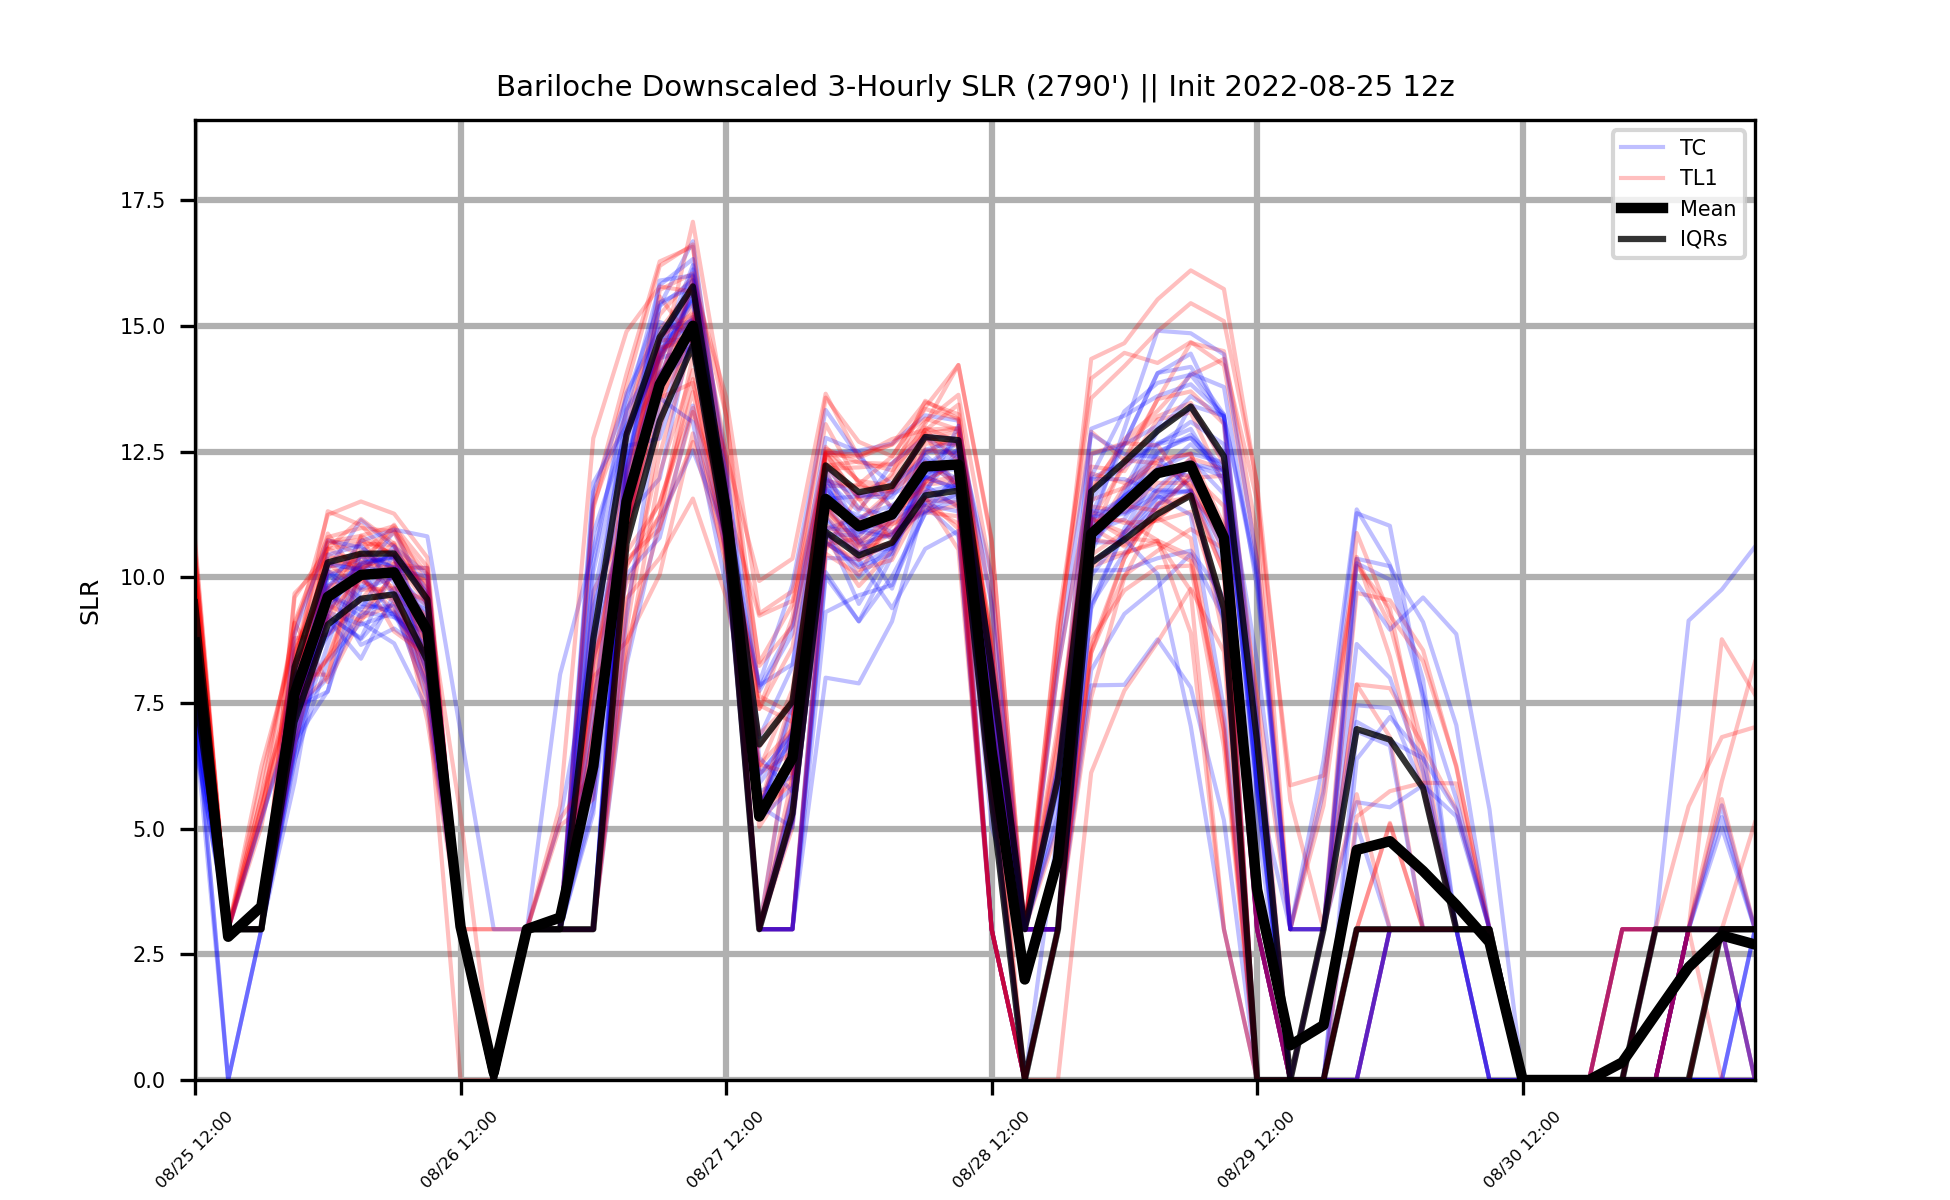 Bariloche Downscaled 3-Hourly SLR (2790') || Init 2022-08-25 12z
TC
TL1
Mean
IQRs
SLR
17.5
15.0
12.5
10.0
7.5
5.0
2.5
0.0
08/25 12:00
08/26 12:00
08/27 12:00
08/28 12:00
08/29 12:00
08/30 12:00